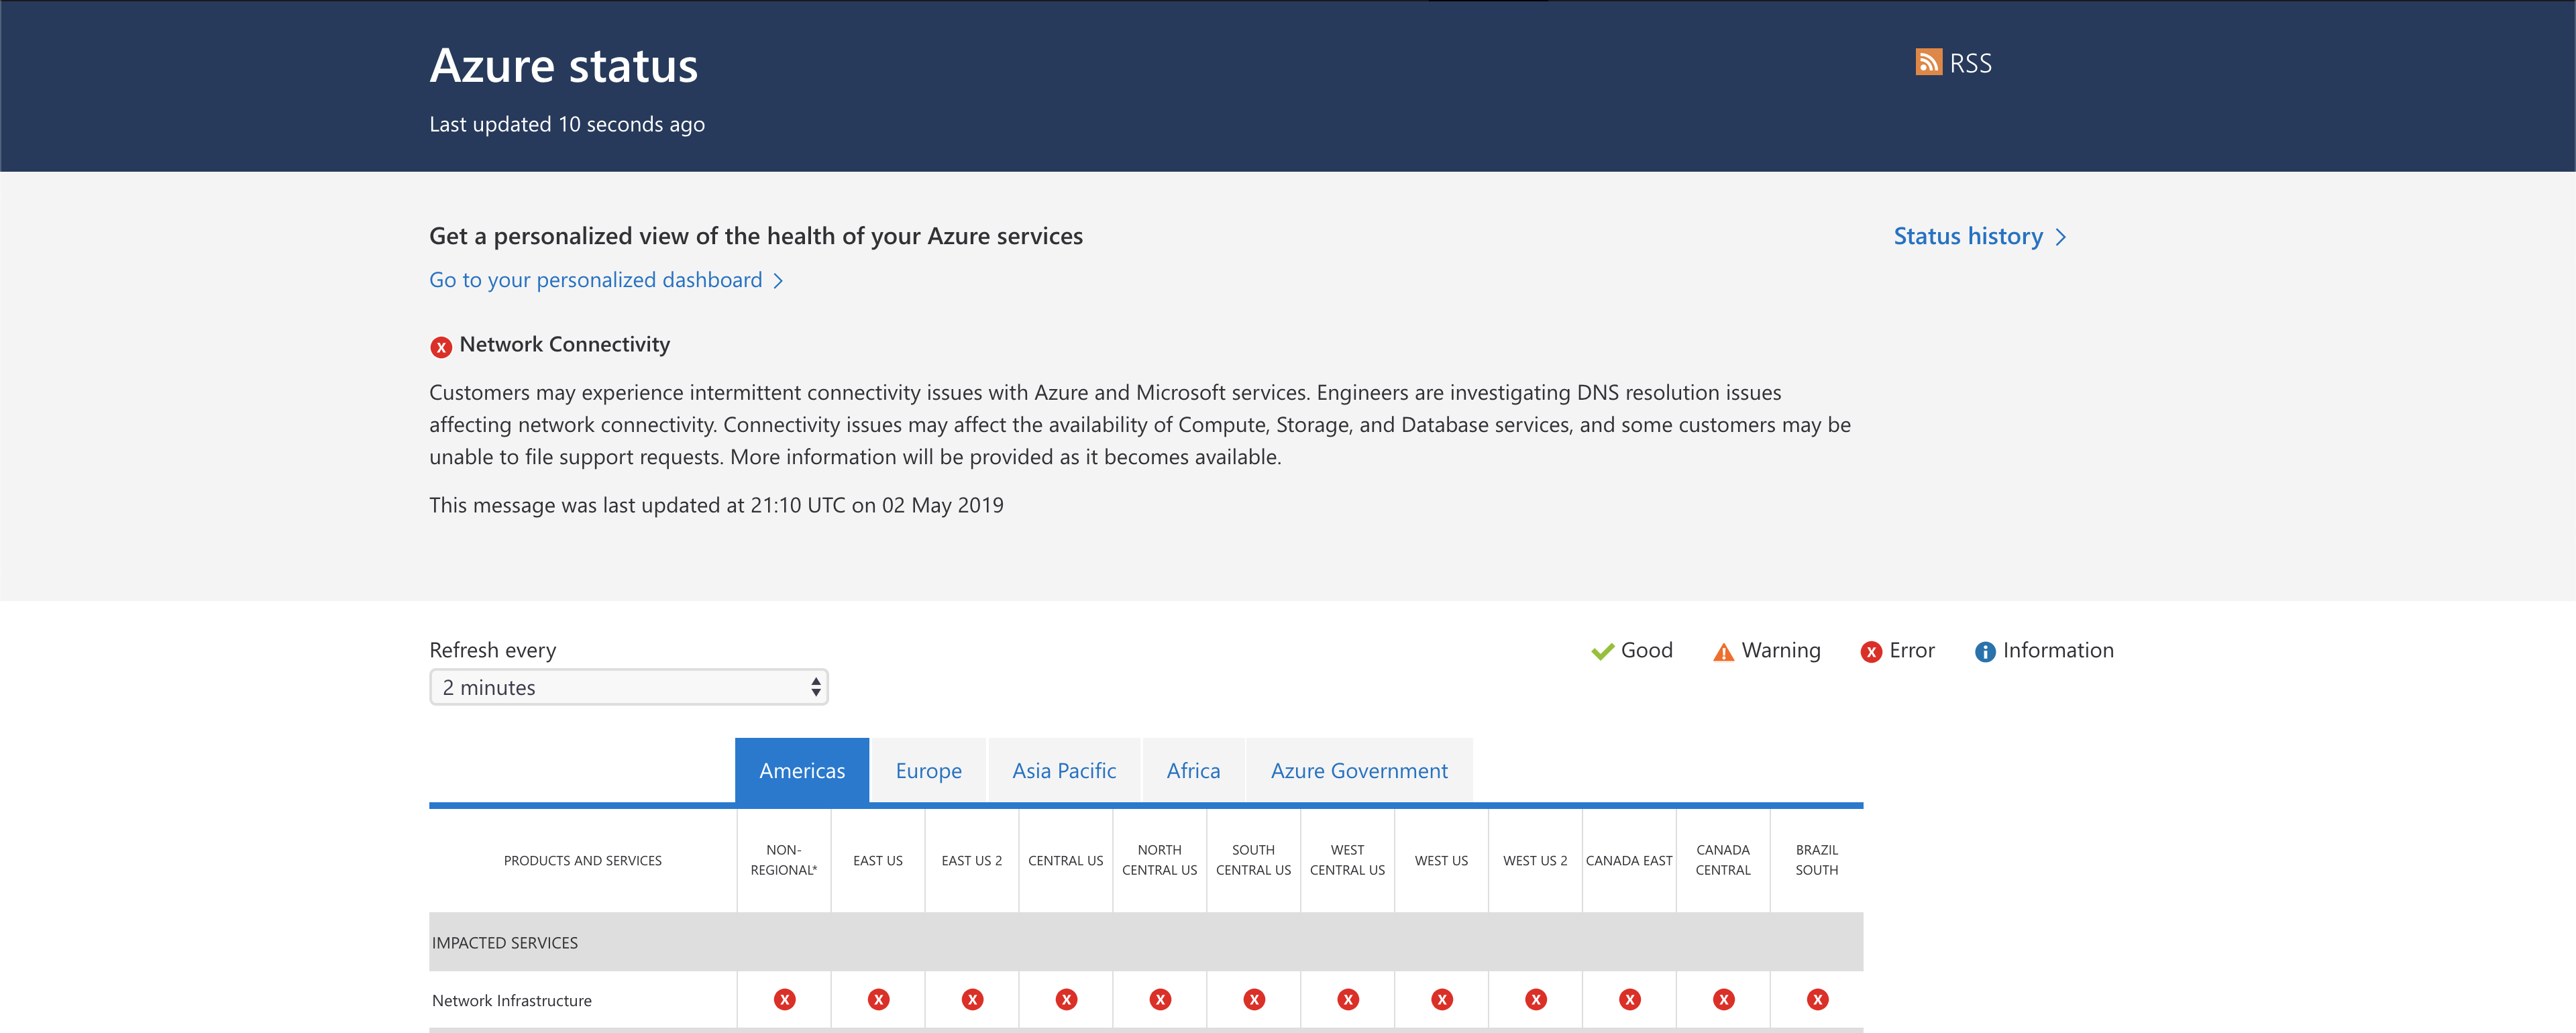 Azure status
RSS
Last updated 10 seconds ago
Get a personalized view of the health of your Azure services
Status history
Go to your personalized dashboard
Network Connectivity
Customers may experience intermittent connectivity issues with Azure and Microsoft services. Engineers are investigating DNS resolution issues
affecting network connectivity. Connectivity issues may affect the availability of Compute, Storage, and Database services, and some customers may be
unable to file support requests. More information will be provided as it becomes available.
This message was last updated at 21:10 UTC on 02 May 2019
Refresh every
2 minutes
Good Warning Error Information
Americas Europe Asia Pacific Africa Azure Government
PRODUCTS AND SERVICES
NON-
REGIONAL*
EAST US
EAST US 2
CENTRAL US
NORTH
CENTRAL US
SOUTH
CENTRAL US
WEST
CENTRAL US
WEST US
WEST US 2
CANADA EAST
CANADA
CENTRAL
BRAZIL
SOUTH
IMPACTED SERVICES
Network Infrastructure